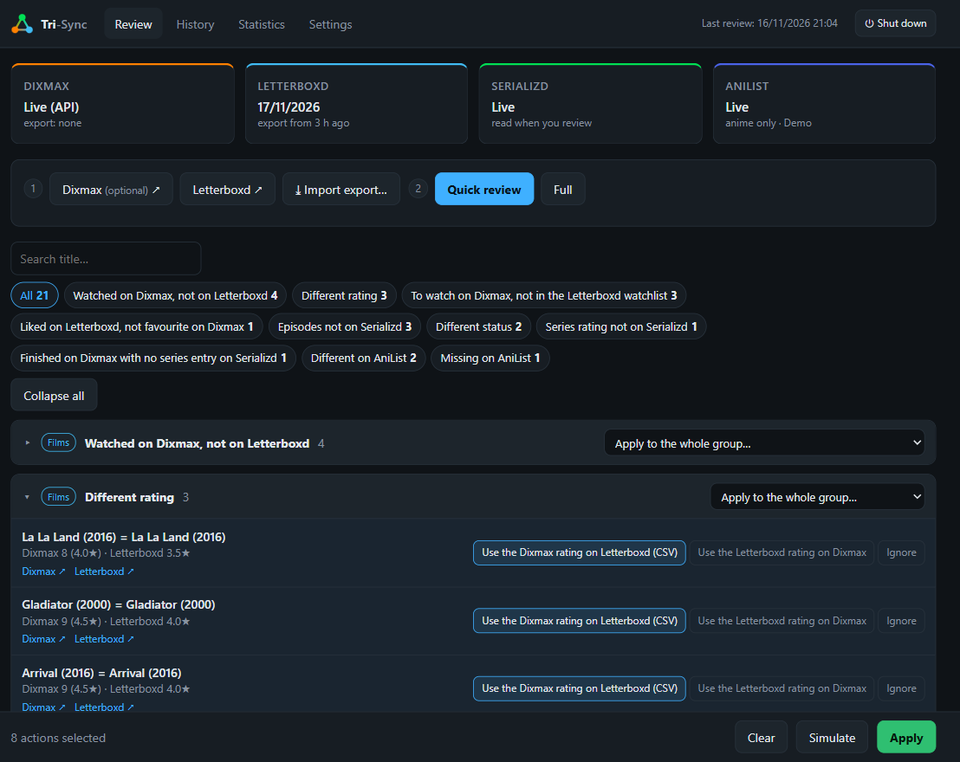 Tri-Sync Review History Statistics Settings Last review: 16/11/2026 21:04 ⏻ Shut down
DIXMAX
Live (API)
export: none
LETTERBOXD
17/11/2026
export from 3 h ago
SERIALIZD
Live
read when you review
ANILIST
Live
anime only · Demo
1 Dixmax (optional) ↗ Letterboxd ↗ ⤓ Import export... 2 Quick review Full
Search title...
All 21 Watched on Dixmax, not on Letterboxd 4 Different rating 3 To watch on Dixmax, not in the Letterboxd watchlist 3
Liked on Letterboxd, not favourite on Dixmax 1 Episodes not on Serializd 3 Different status 2 Series rating not on Serializd 1
Finished on Dixmax with no series entry on Serializd 1 Different on AniList 2 Missing on AniList 1
Collapse all
▸ Films Watched on Dixmax, not on Letterboxd 4 Apply to the whole group...
▾ Films Different rating 3 Apply to the whole group...
La La Land (2016) = La La Land (2016)
Dixmax 8 (4.0★) · Letterboxd 3.5★
Dixmax ↗ Letterboxd ↗
Use the Dixmax rating on Letterboxd (CSV) Use the Letterboxd rating on Dixmax Ignore
Gladiator (2000) = Gladiator (2000)
Dixmax 9 (4.5★) · Letterboxd 4.0★
Dixmax ↗ Letterboxd ↗
Use the Dixmax rating on Letterboxd (CSV) Use the Letterboxd rating on Dixmax Ignore
Arrival (2016) = Arrival (2016)
Dixmax 9 (4.5★) · Letterboxd 4.0★
Dixmax ↗ Letterboxd ↗
Use the Dixmax rating on Letterboxd (CSV) Use the Letterboxd rating on Dixmax Ignore
8 actions selected Clear Simulate Apply